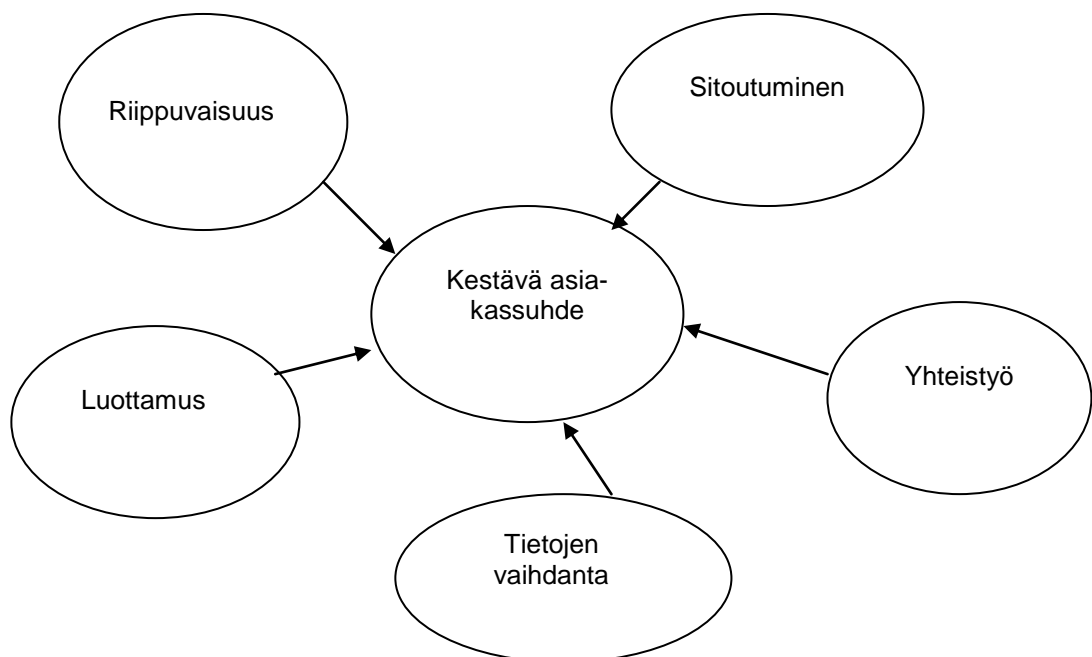 Riippuvaisuus
Sitoutuminen
Kestävä asia-
kassuhde
Luottamus
Yhteistyö
Tietojen
vaihdanta